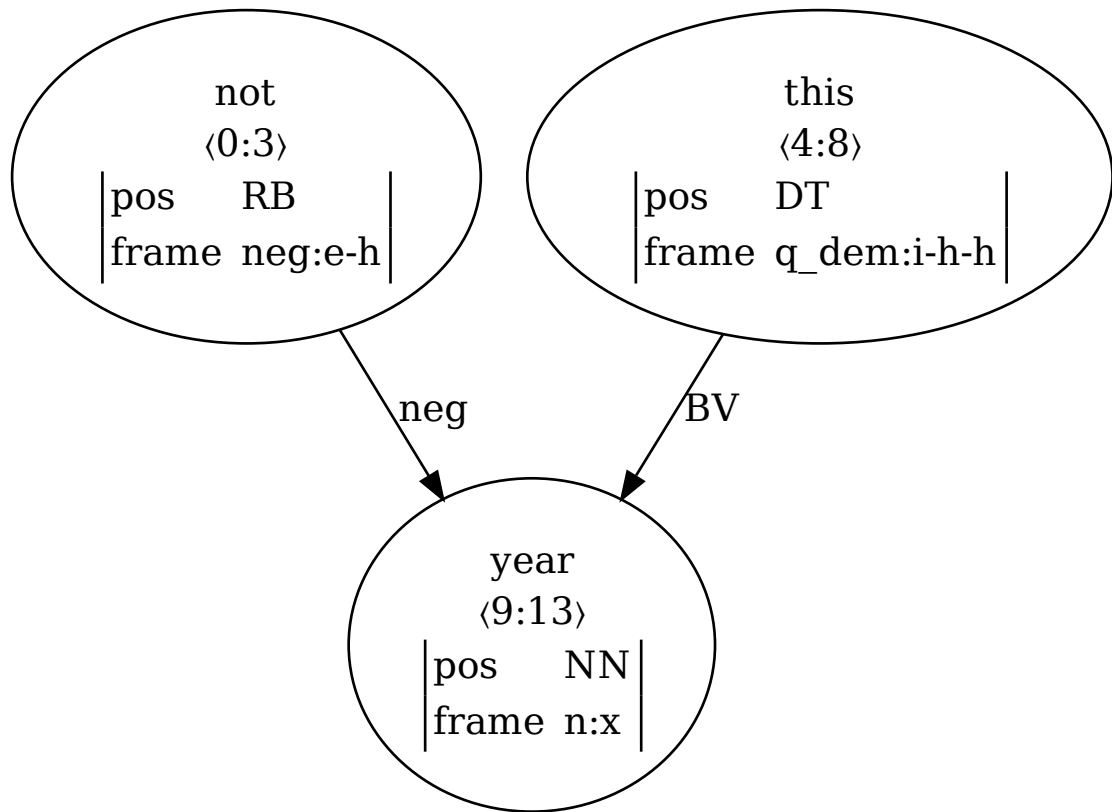 not
⟨0:3⟩
pos RB
frame neg:e-h
this
⟨4:8⟩
pos DT
frame q_dem:i-h-h
neg
BV
year
⟨9:13⟩
pos NN
frame n:x